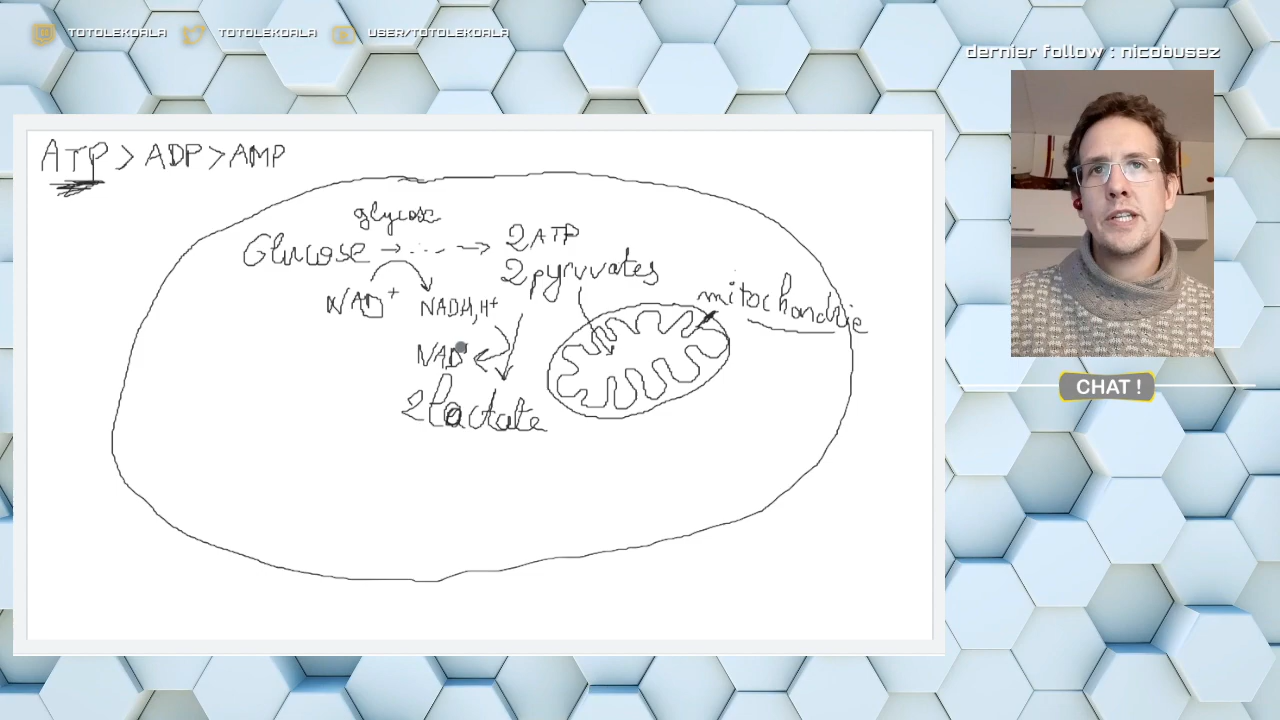 TOTOLEKOALA
TOTOLEKOALA
USER/TOTOLEKOALA
dernier follow : nicobusez
ATP > ADP > AMP
glycose
Glucose → ... → 2 ATP
2 pyruvates
NAD+
NADH,H+
mitochondrie
NAD
2 lactate
CHAT !